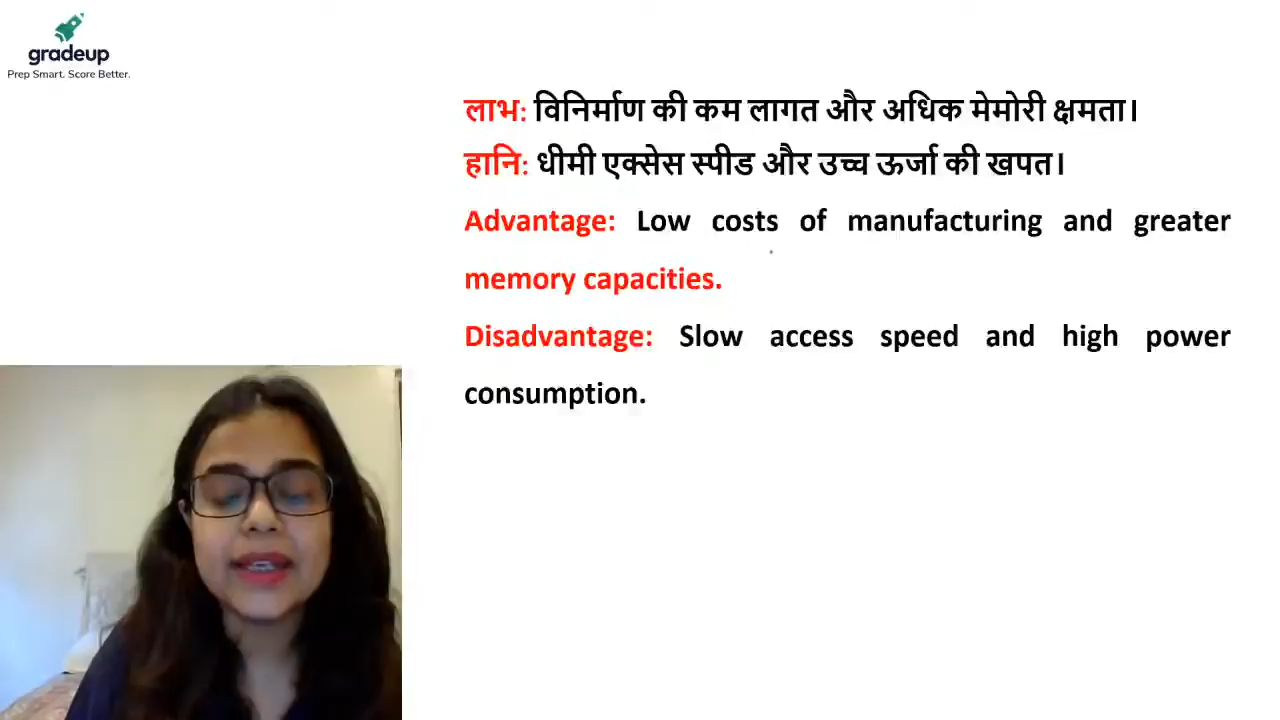 gradeup
Prep Smart. Score Better.
लाभ: विनिर्माण की कम लागत और अधिक मेमोरी क्षमता।
हानि: धीमी एक्सेस स्पीड और उच्च ऊर्जा की खपत।
Advantage: Low costs of manufacturing and greater
memory capacities.
Disadvantage: Slow access speed and high power
consumption.